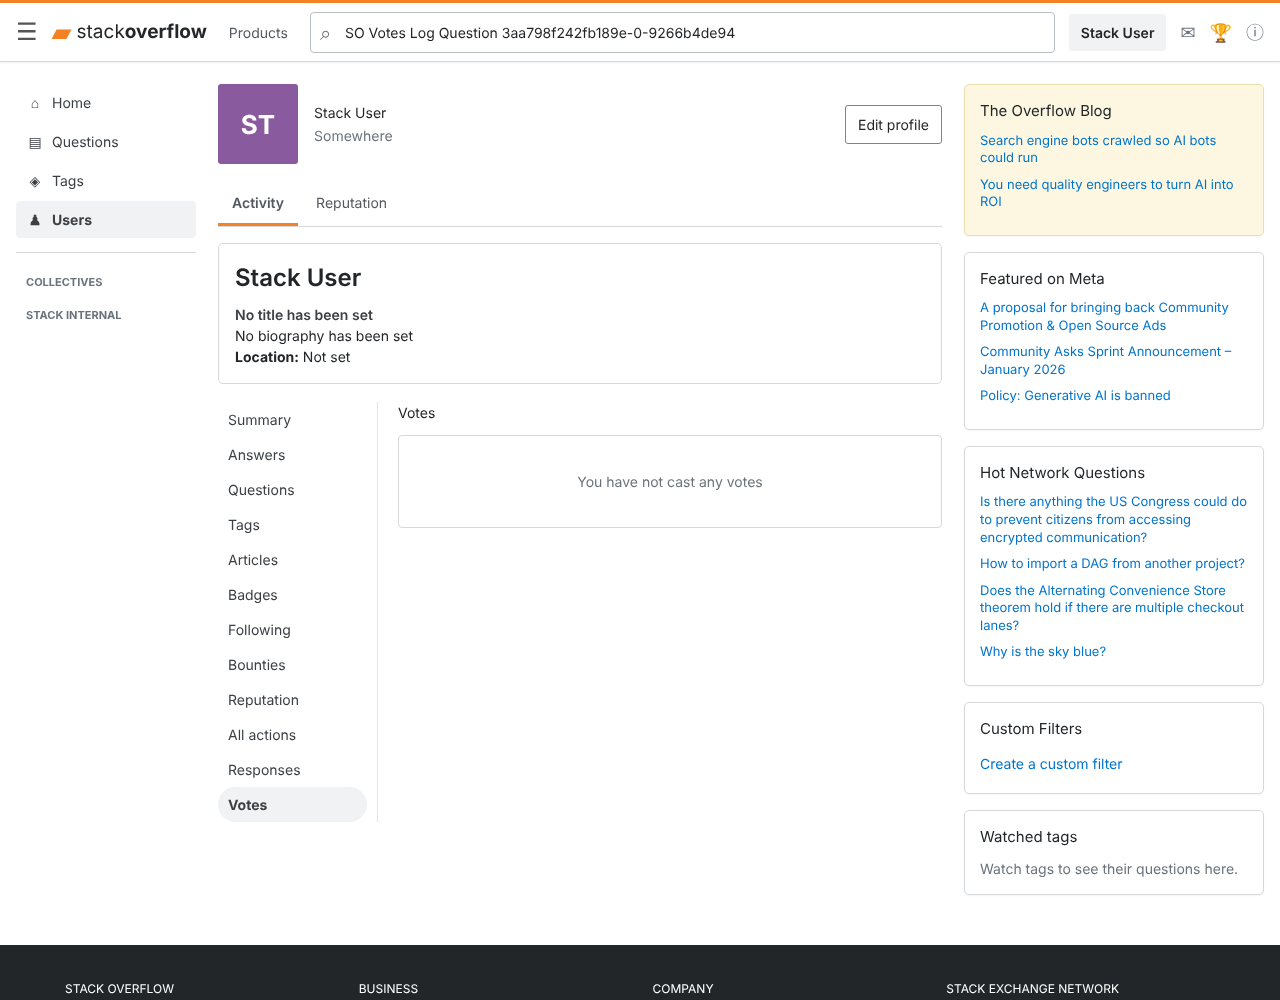 stackoverflow
Products
SO Votes Log Question 3aa798f242fb189e-0-9266b4de94
Stack User
Home
Questions
Tags
Users
COLLECTIVES
STACK INTERNAL
ST
Stack User
Somewhere
Edit profile
Activity
Reputation
Stack User
No title has been set
No biography has been set
Location: Not set
Summary
Answers
Questions
Tags
Articles
Badges
Following
Bounties
Reputation
All actions
Responses
Votes
Votes
You have not cast any votes
The Overflow Blog
Search engine bots crawled so AI bots
could run
You need quality engineers to turn AI into
ROI
Featured on Meta
A proposal for bringing back Community
Promotion & Open Source Ads
Community Asks Sprint Announcement –
January 2026
Policy: Generative AI is banned
Hot Network Questions
Is there anything the US Congress could do
to prevent citizens from accessing
encrypted communication?
How to import a DAG from another project?
Does the Alternating Convenience Store
theorem hold if there are multiple checkout
lanes?
Why is the sky blue?
Custom Filters
Create a custom filter
Watched tags
Watch tags to see their questions here.
STACK OVERFLOW
BUSINESS
COMPANY
STACK EXCHANGE NETWORK